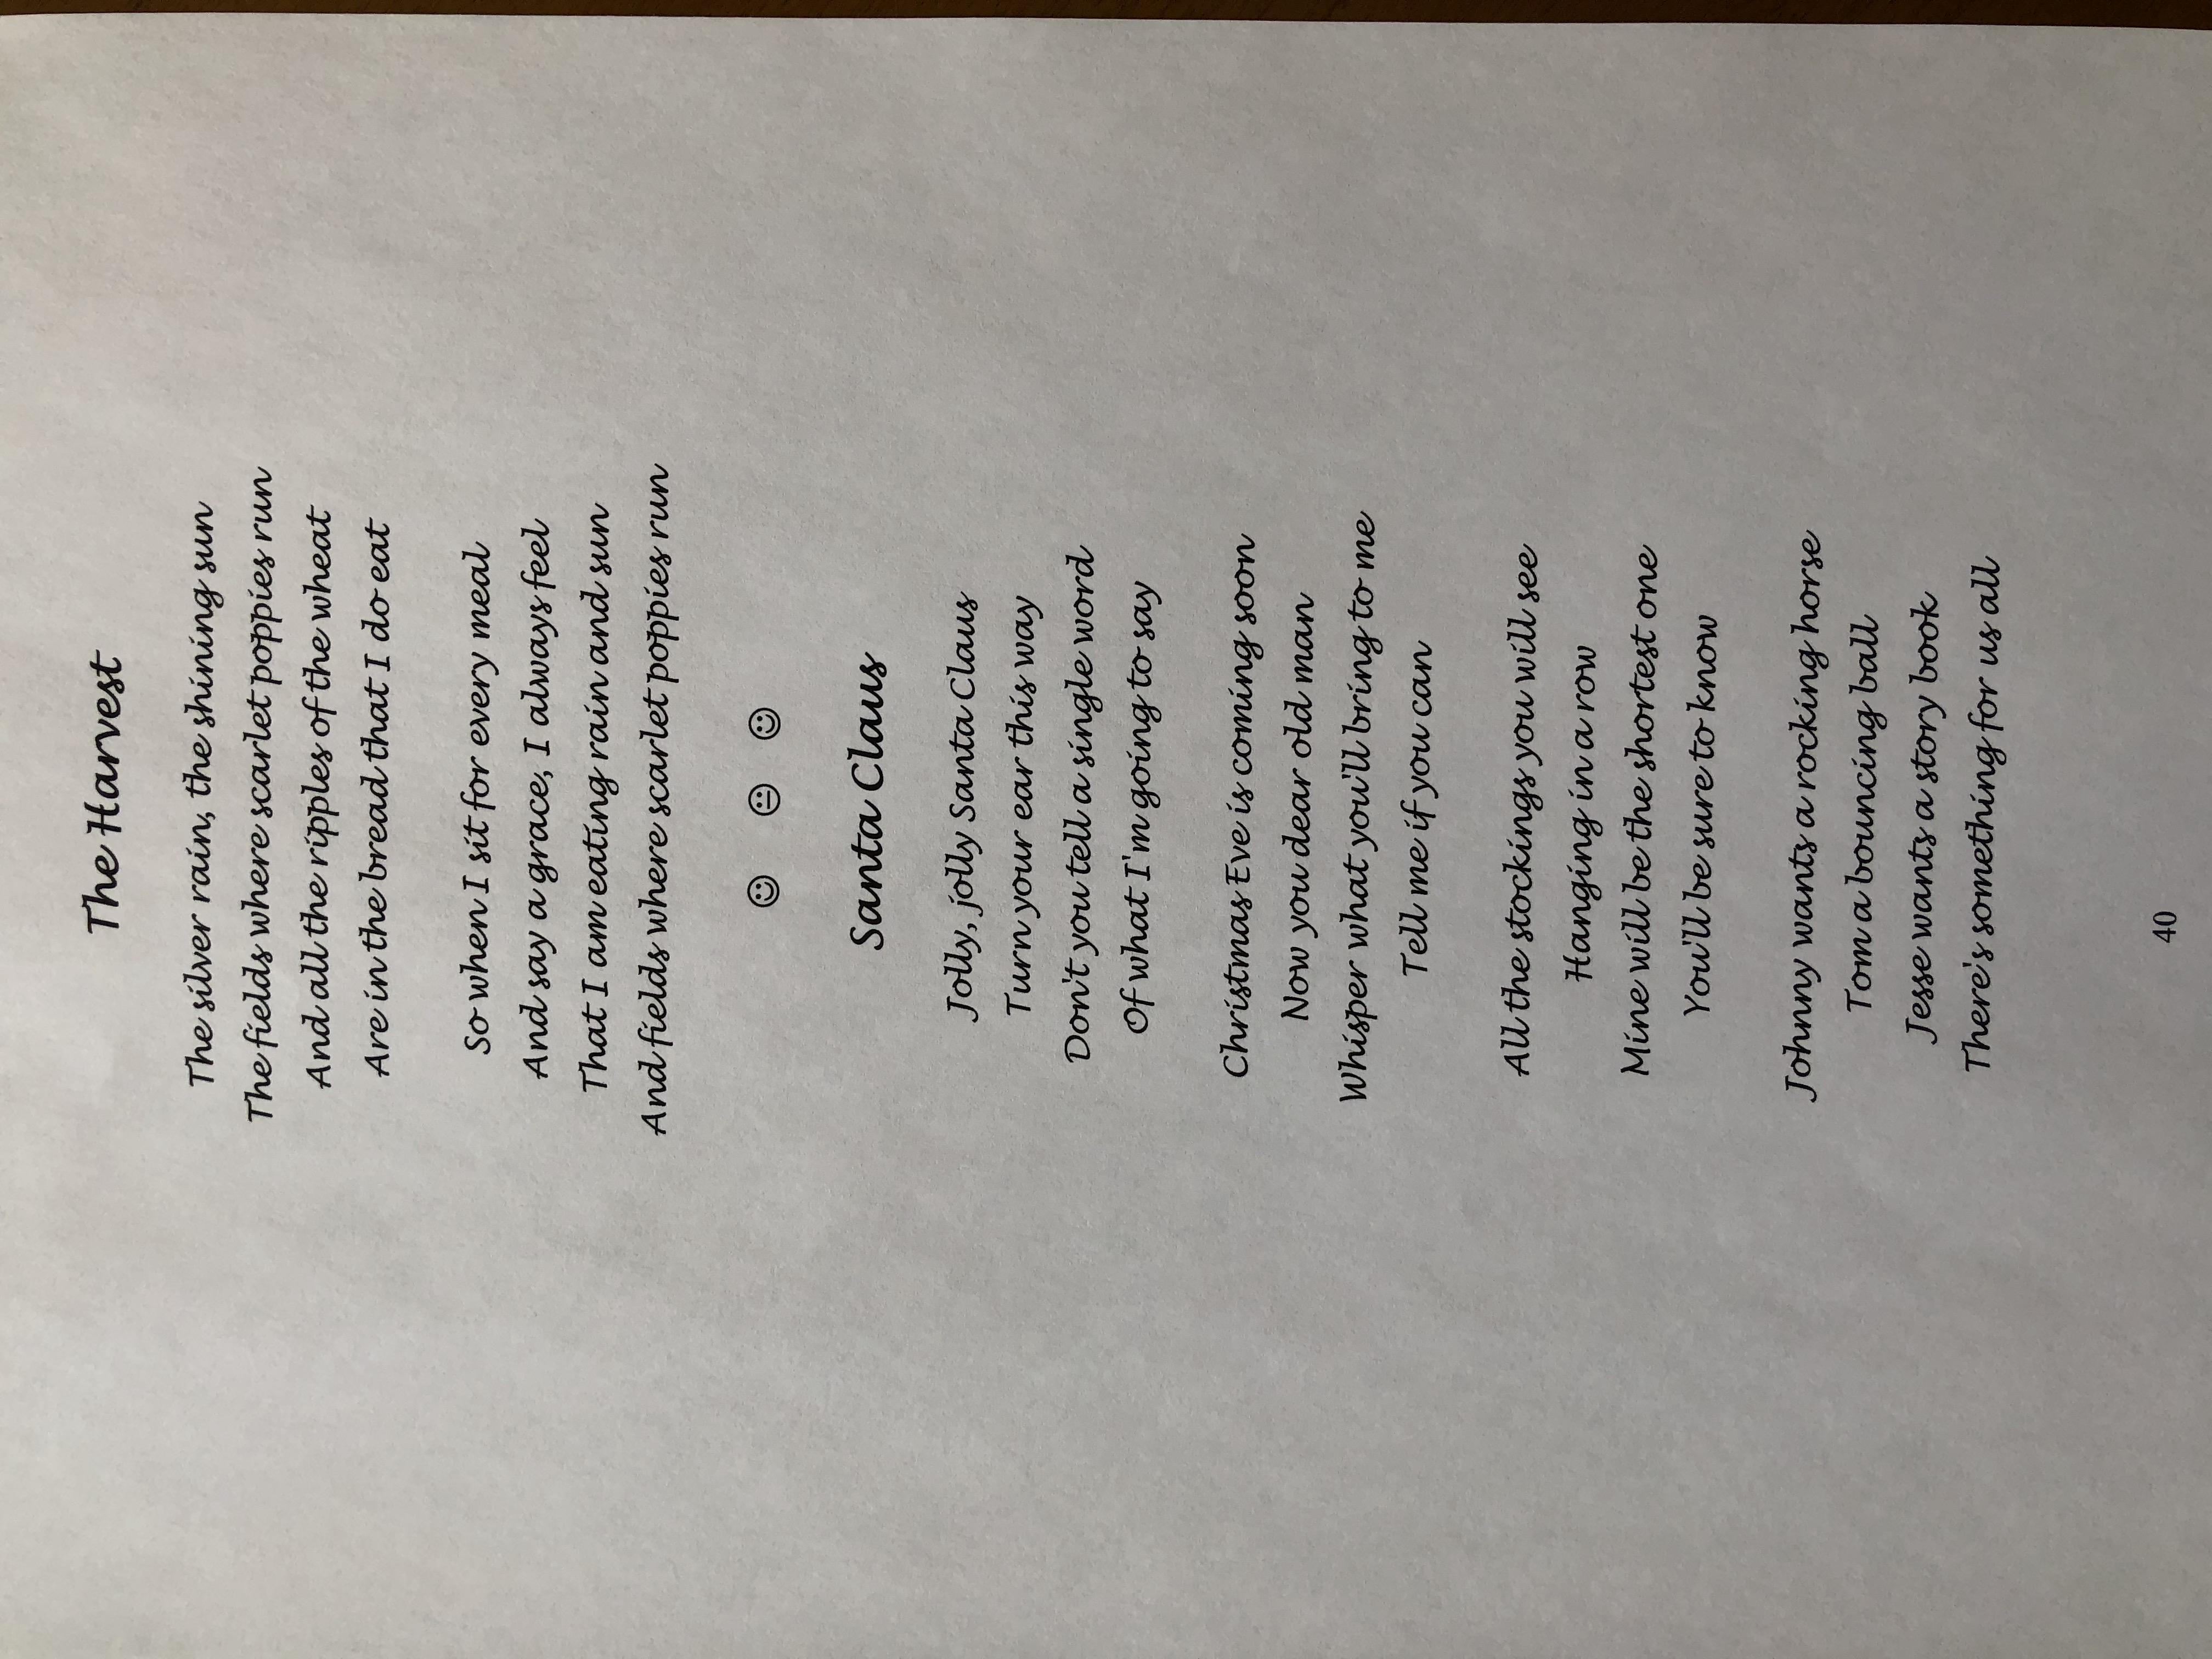 The Harvest
The silver rain, the shining sun
The fields where scarlet poppies run
And all the ripples of the wheat
Are in the bread that I do eat
So when I sit for every meal
And say a grace, I always feel
That I am eating rain and sun
And fields where scarlet poppies run
☺ 😐 ☺
Santa Claus
Jolly, jolly Santa Claus
Turn your ear this way
Don't you tell a single word
Of what I'm going to say
Christmas Eve is coming soon
Now you dear old man
Whisper what you'll bring to me
Tell me if you can
All the stockings you will see
Hanging in a row
Mine will be the shortest one
You'll be sure to know
Johnny wants a rocking horse
Tom a bouncing ball
Jesse wants a story book
There's something for us all
40